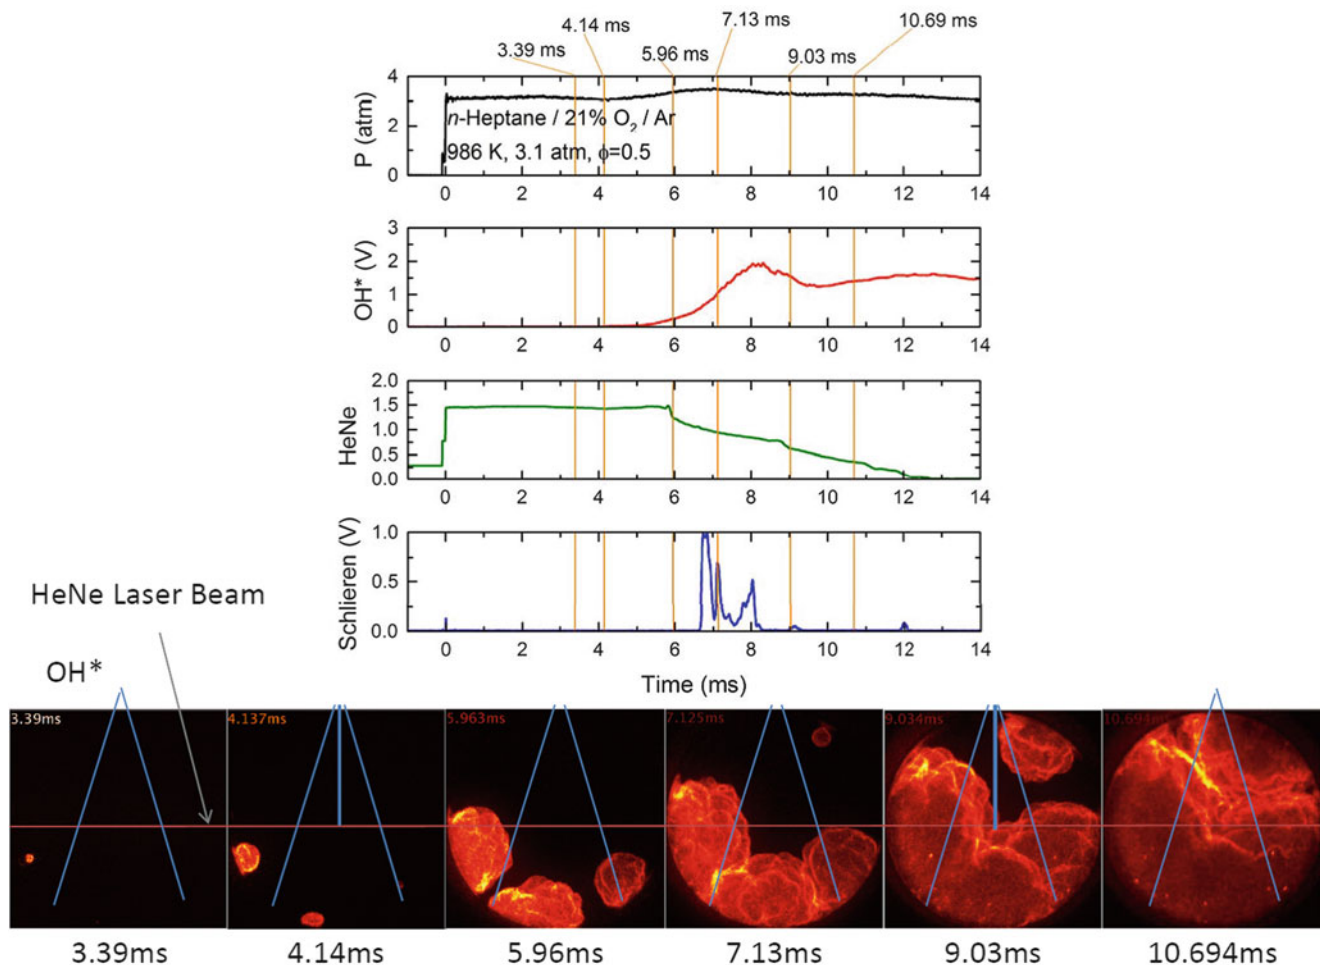 7.13 ms
10.69 ms
4.14 ms
3.39 ms
5.96 ms
9.03 ms
P (atm)
4
2
0
n-Heptane / 21% O₂ / Ar
986 K, 3.1 atm, ϕ=0.5
0 2 4 6 8 10 12 14
OH* (V)
3
2
1
0
0 2 4 6 8 10 12 14
HeNe
2.0
1.5
1.0
0.5
0.0
0 2 4 6 8 10 12 14
Schlieren (V)
1.0
0.5
0.0
0 2 4 6 8 10 12 14
Time (ms)
HeNe Laser Beam
OH*
3.39ms
4.137ms
5.963ms
7.125ms
9.034ms
10.694ms
3.39ms
4.14ms
5.96ms
7.13ms
9.03ms
10.694ms